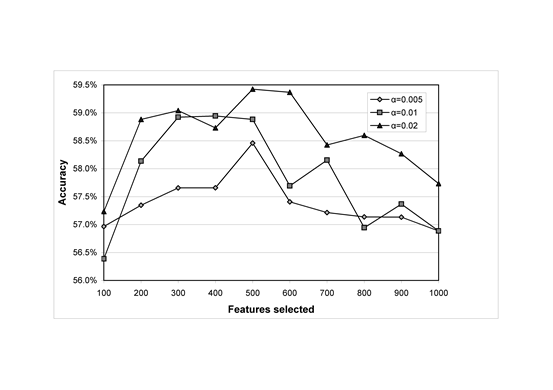 59.5%
59.0%
58.5%
58.0%
57.5%
57.0%
56.5%
56.0%
Accuracy
α=0.005
α=0.01
α=0.02
100 200 300 400 500 600 700 800 900 1000
Features selected